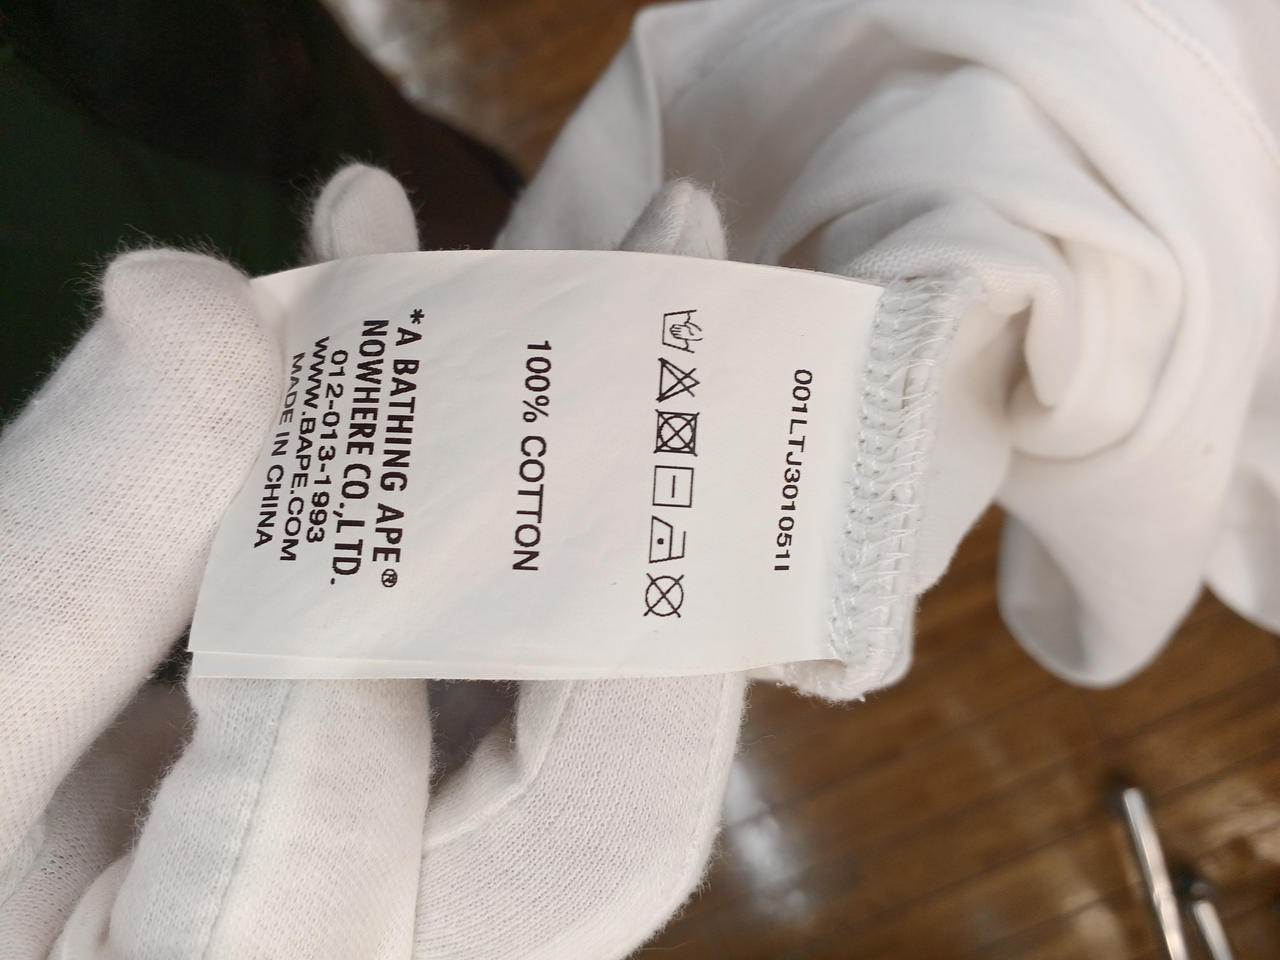 001LTJ301051I
100% COTTON
*A BATHING APE®
NOWHERE CO.,LTD.
012-013-1993
WWW.BAPE.COM
MADE IN CHINA